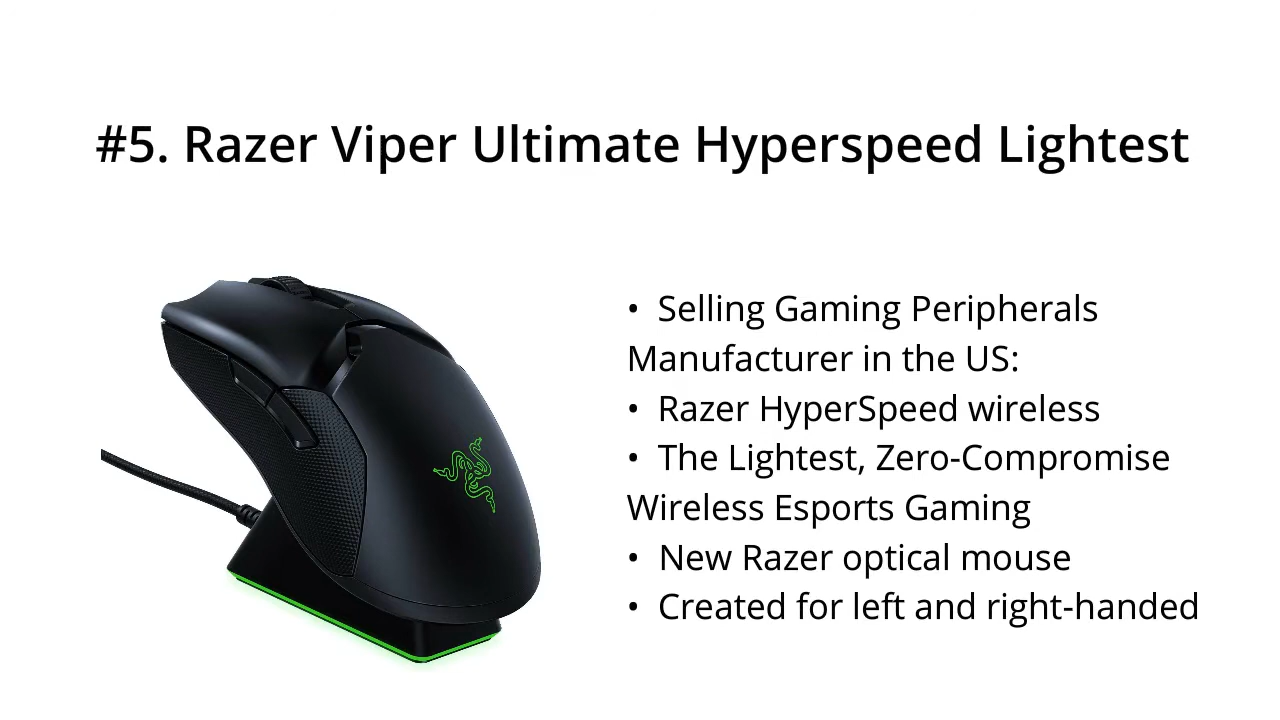 #5. Razer Viper Ultimate Hyperspeed Lightest
• Selling Gaming Peripherals
Manufacturer in the US:
• Razer HyperSpeed wireless
• The Lightest, Zero-Compromise
Wireless Esports Gaming
• New Razer optical mouse
• Created for left and right-handed